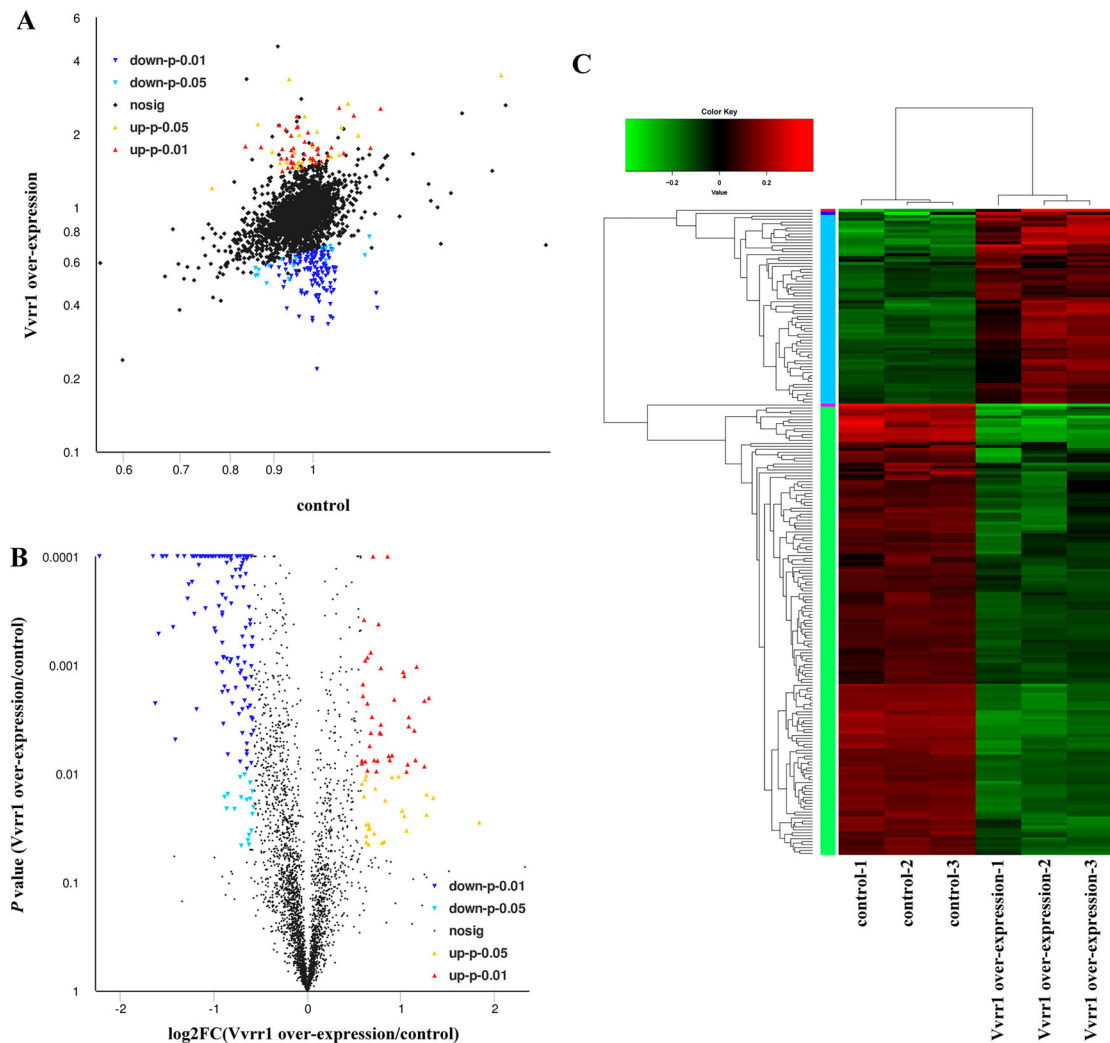 A
6
4
2
1
0.8
0.6
0.4
0.2
0.1
Vvrr1 over-expression
down-p-0.01
down-p-0.05
nosig
up-p-0.05
up-p-0.01
0.6 0.7 0.8 0.9 1
control
B
0.0001
0.001
0.01
0.1
1
P value (Vvrr1 over-expression/control)
down-p-0.01
down-p-0.05
nosig
up-p-0.05
up-p-0.01
-2 -1 0 1 2
log2FC(Vvrr1 over-expression/control)
C
Color Key
−0.2 0 0.2
Value
control-1
control-2
control-3
Vvrr1 over-expression-1
Vvrr1 over-expression-2
Vvrr1 over-expression-3